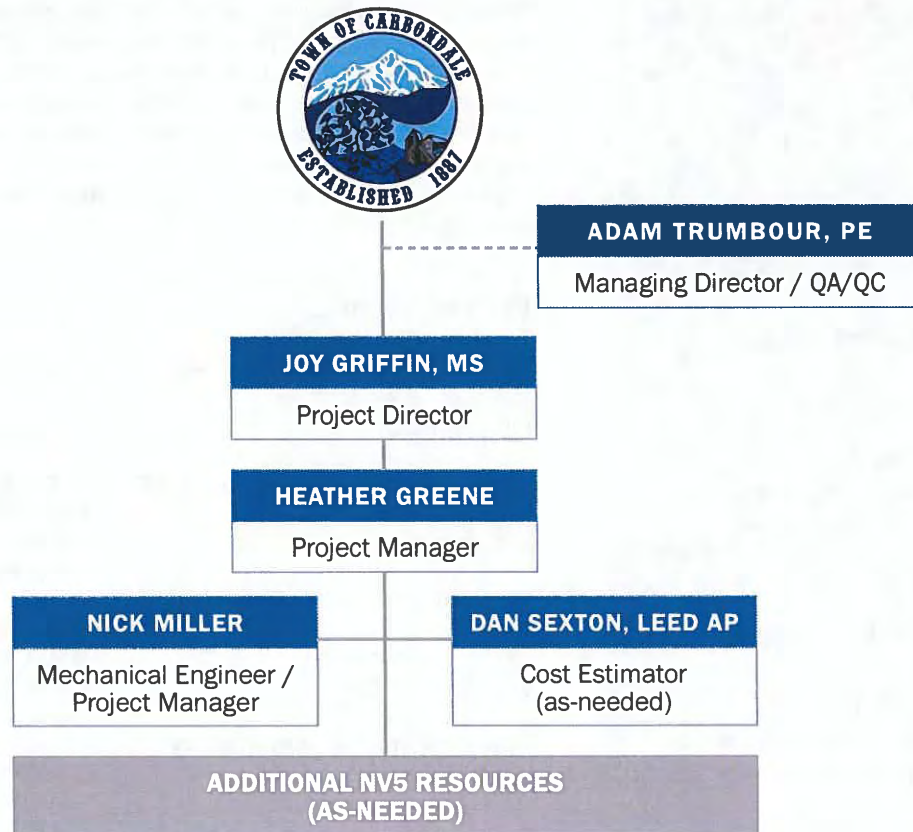 TOWN OF CARBONDALE
ESTABLISHED 1887
ADAM TRUMBOUR, PE
Managing Director / QA/QC
JOY GRIFFIN, MS
Project Director
HEATHER GREENE
Project Manager
NICK MILLER
Mechanical Engineer /
Project Manager
DAN SEXTON, LEED AP
Cost Estimator
(as-needed)
ADDITIONAL NV5 RESOURCES
(AS-NEEDED)